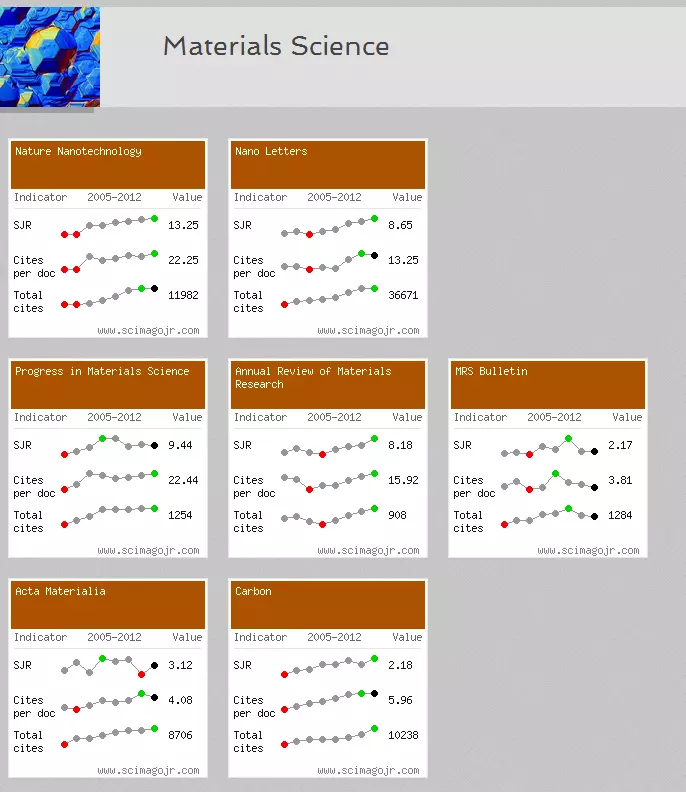 Materials Science
Nature Nanotechnology
Indicator 2005-2012 Value
SJR 13.25
Cites
per doc 22.25
Total
cites 11982
www.scimagojr.com
Nano Letters
Indicator 2005-2012 Value
SJR 8.65
Cites
per doc 13.25
Total
cites 36671
www.scimagojr.com
Progress in Materials Science
Indicator 2005-2012 Value
SJR 9.44
Cites
per doc 22.44
Total
cites 1254
www.scimagojr.com
Annual Review of Materials
Research
Indicator 2005-2012 Value
SJR 8.18
Cites
per doc 15.92
Total
cites 908
www.scimagojr.com
MRS Bulletin
Indicator 2005-2012 Value
SJR 2.17
Cites
per doc 3.81
Total
cites 1284
www.scimagojr.com
Acta Materialia
Indicator 2005-2012 Value
SJR 3.12
Cites
per doc 4.08
Total
cites 8706
www.scimagojr.com
Carbon
Indicator 2005-2012 Value
SJR 2.18
Cites
per doc 5.96
Total
cites 10238
www.scimagojr.com